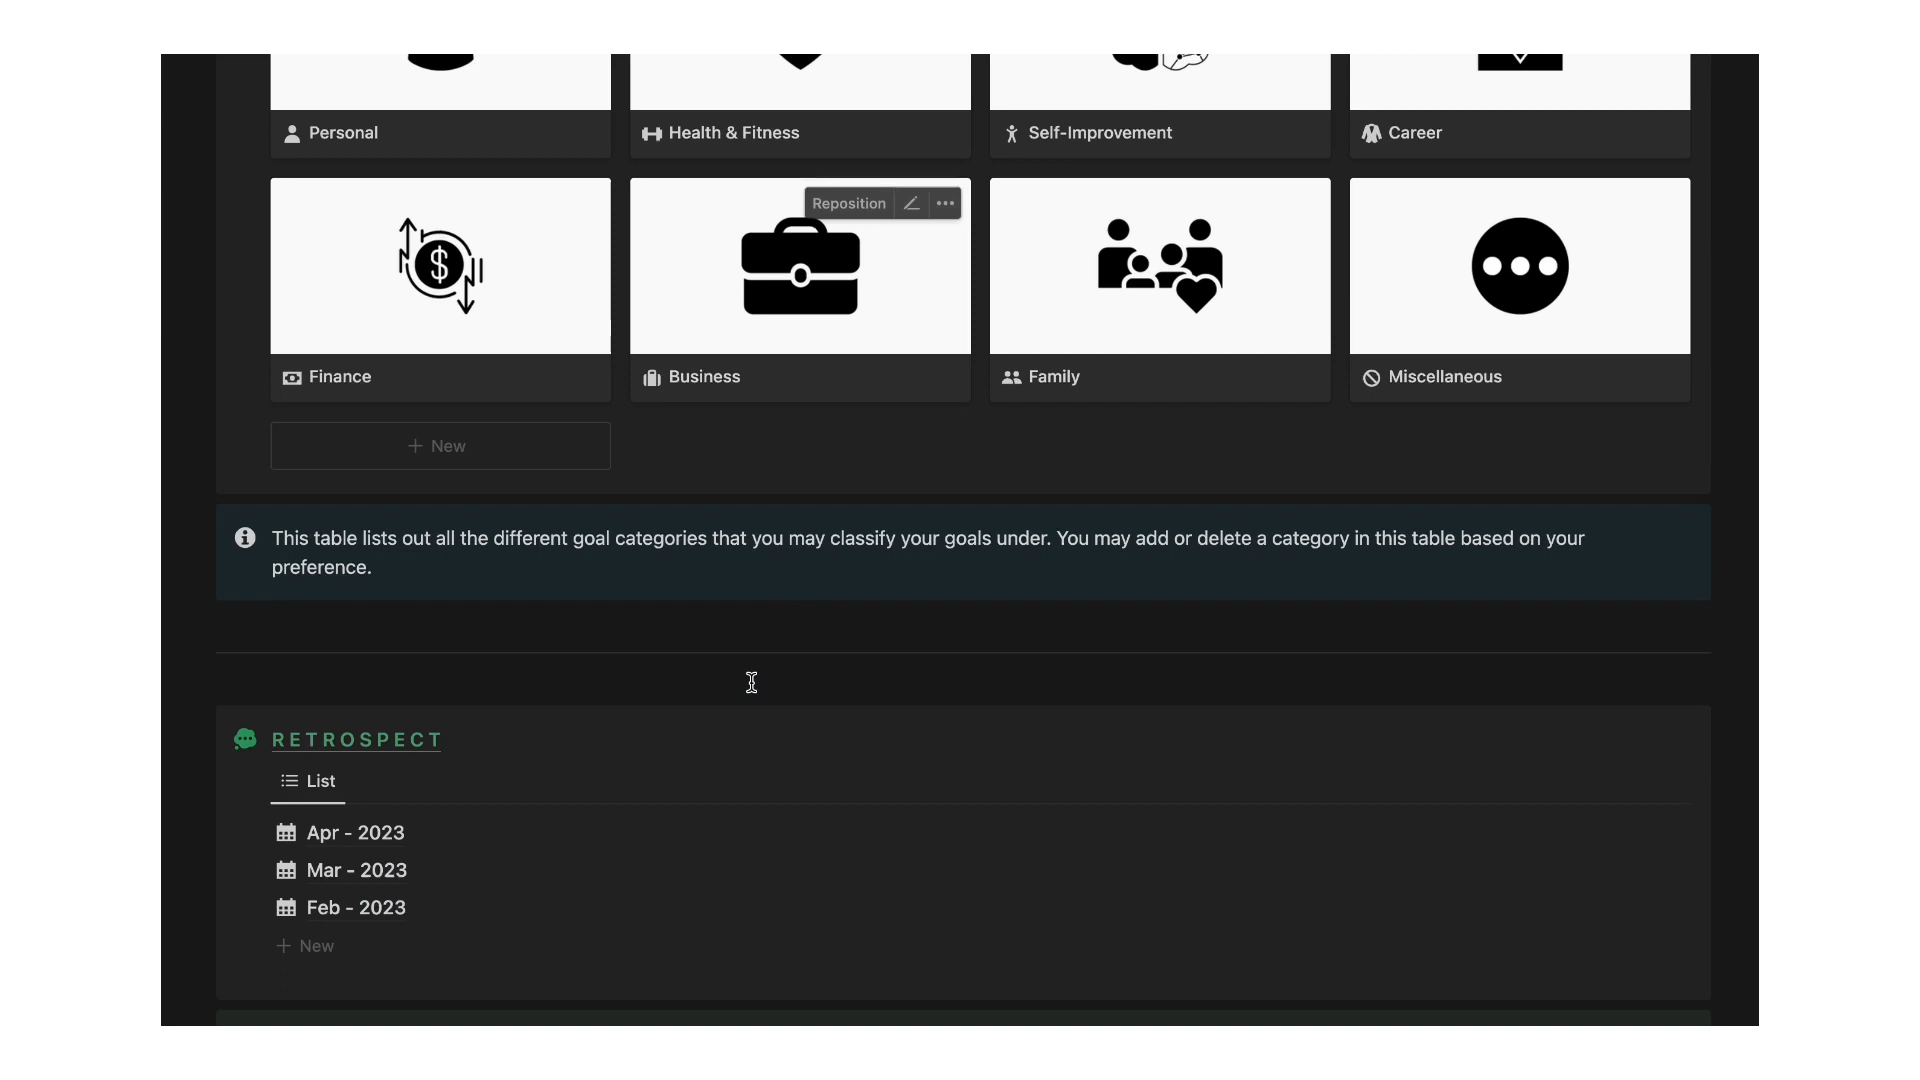 Personal
Health & Fitness
Self-Improvement
Career
Reposition
$
Finance
Business
Family
Miscellaneous
+ New
This table lists out all the different goal categories that you may classify your goals under. You may add or delete a category in this table based on your
preference.
RETROSPECT
List
Apr - 2023
Mar - 2023
Feb - 2023
+ New